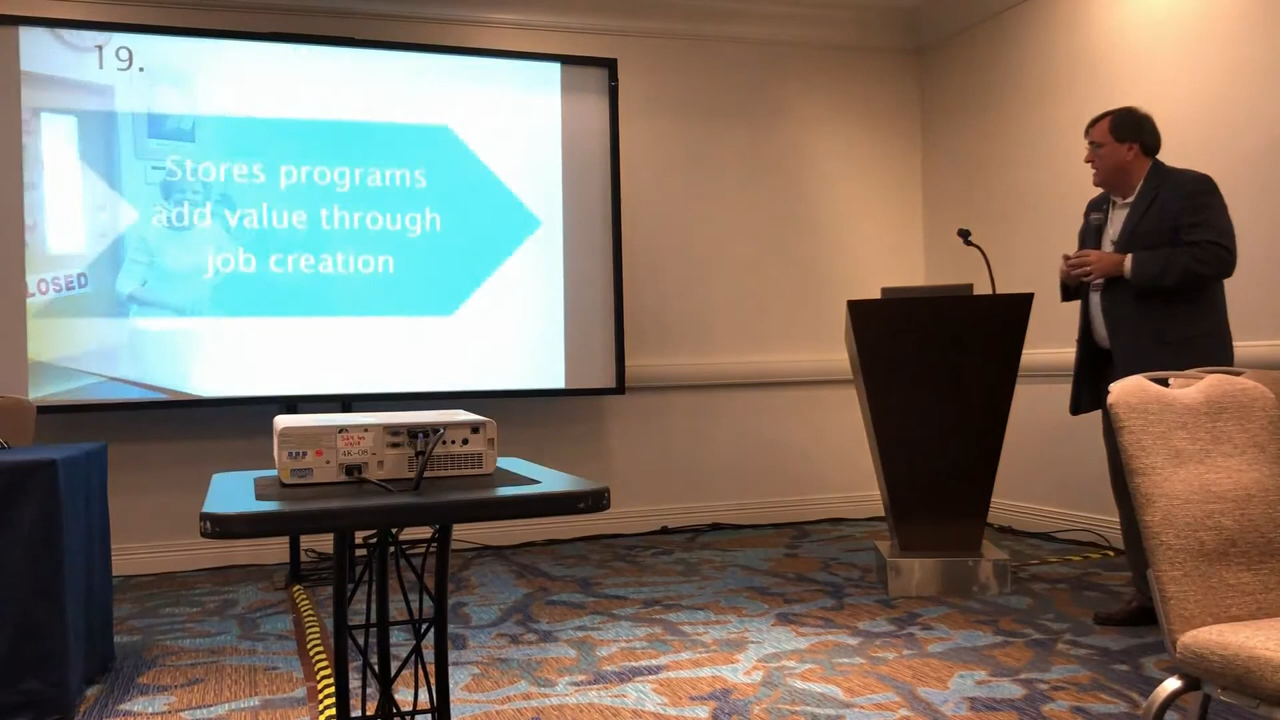 19.
Stores programs
add value through
job creation
LOSED
4K-08